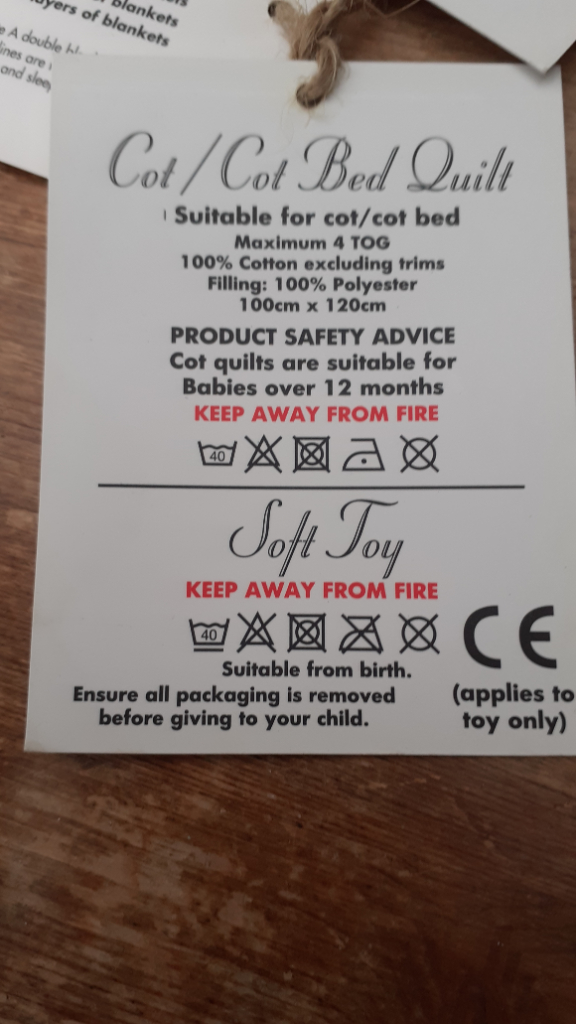 blankets
layers of blankets
A double
lines are
and sleep
Cot/Cot Bed Quilt
Suitable for cot/cot bed
Maximum 4 TOG
100% Cotton excluding trims
Filling: 100% Polyester
100cm x 120cm
PRODUCT SAFETY ADVICE
Cot quilts are suitable for
Babies over 12 months
KEEP AWAY FROM FIRE
40
Soft Toy
KEEP AWAY FROM FIRE
40
CE
Suitable from birth.
Ensure all packaging is removed
before giving to your child.
(applies to
toy only)